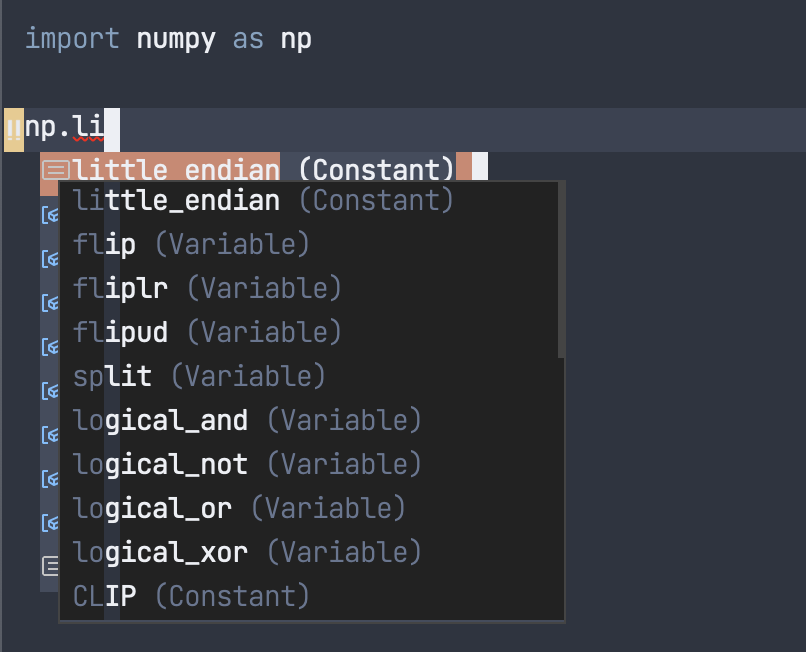 import numpy as np
!!np.li
little_endian (Constant)
little_endian (Constant)
flip (Variable)
fliplr (Variable)
flipud (Variable)
split (Variable)
logical_and (Variable)
logical_not (Variable)
logical_or (Variable)
logical_xor (Variable)
CLIP (Constant)